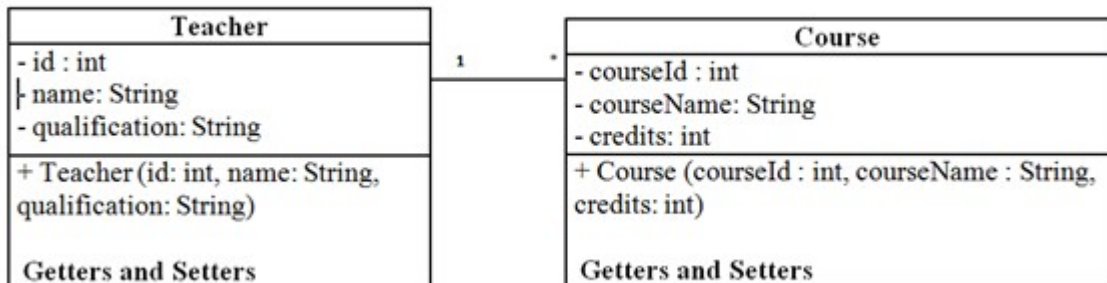 Teacher
- id : int
- name: String
- qualification: String
+ Teacher (id: int, name: String,
qualification: String)
Getters and Setters
1 *
Course
- courseId : int
- courseName: String
- credits: int
+ Course (courseId : int, courseName : String,
credits: int)
Getters and Setters